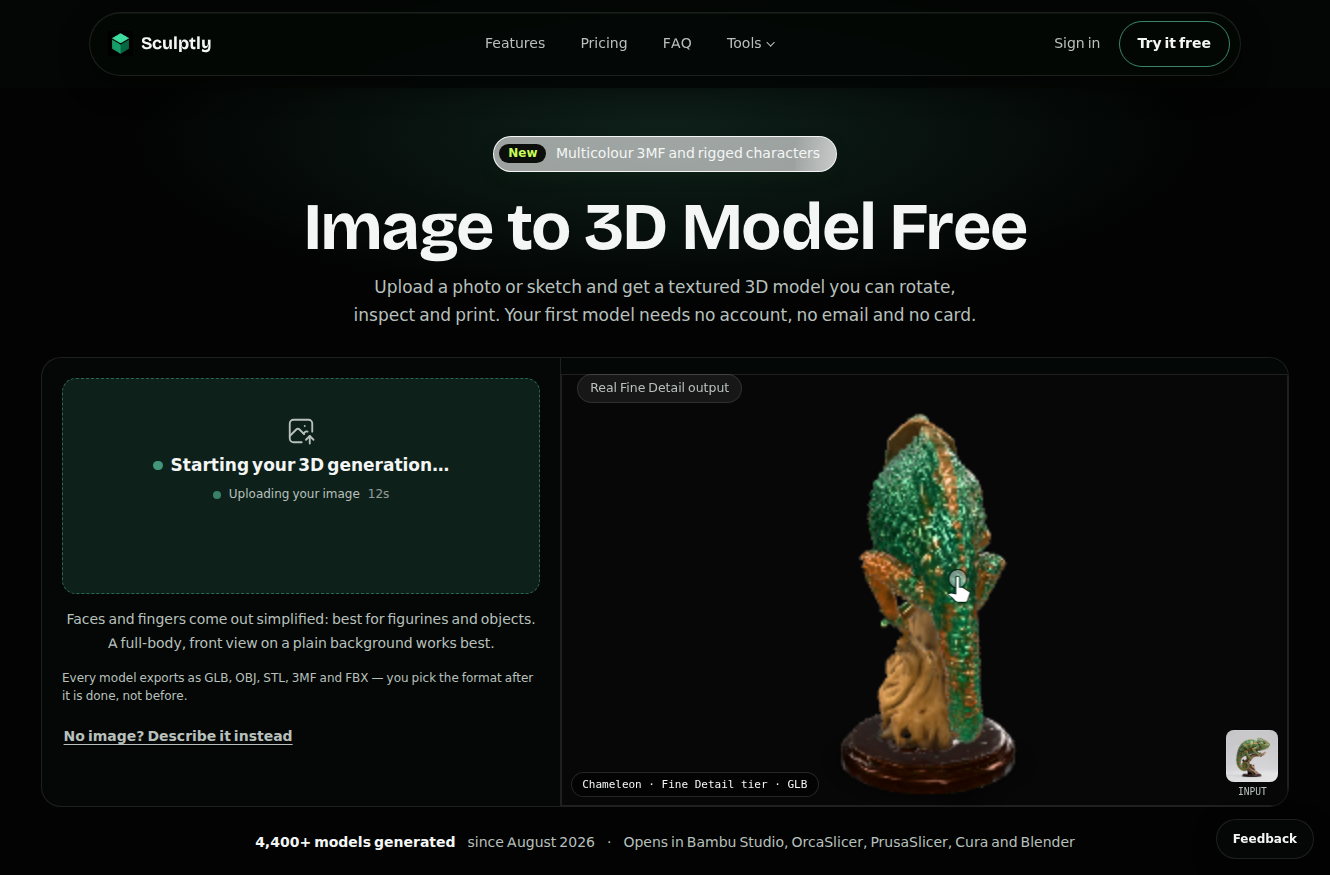 Sculptly
Features
Pricing
FAQ
Tools
Sign in
Try it free
New Multicolour 3MF and rigged characters
Image to 3D Model Free
Upload a photo or sketch and get a textured 3D model you can rotate,
inspect and print. Your first model needs no account, no email and no card.
Starting your 3D generation…
Uploading your image 12s
Faces and fingers come out simplified: best for figurines and objects.
A full-body, front view on a plain background works best.
Every model exports as GLB, OBJ, STL, 3MF and FBX — you pick the format after
it is done, not before.
No image? Describe it instead
Real Fine Detail output
Chameleon · Fine Detail tier · GLB
INPUT
4,400+ models generated since August 2026 · Opens in Bambu Studio, OrcaSlicer, PrusaSlicer, Cura and Blender
Feedback